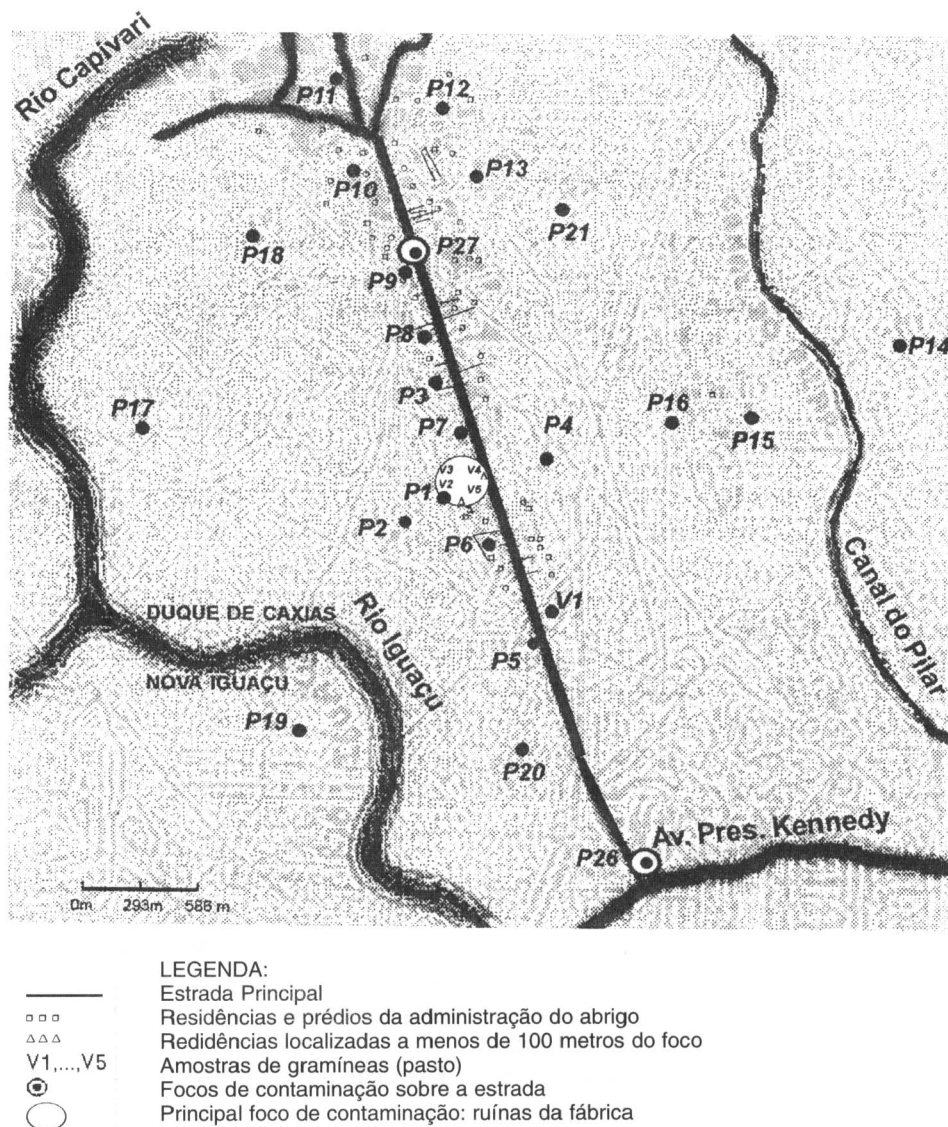 Rio Capivari
P11
P12
P10
P13
P18
P27
P21
P9
P8
P14
P3
P17
P7
P4
P16
P15
V3 V4
V2 V5
P1
P2
P6
V1
Canal do Pilar
DUQUE DE CAXIAS
Rio Iguaçu
P5
NOVA IGUAÇU
P19
P20
Av. Pres. Kennedy
P26
0m 293m 586 m
LEGENDA:
Estrada Principal
Residências e prédios da administração do abrigo
Redidências localizadas a menos de 100 metros do foco
V1,...,V5 Amostras de gramíneas (pasto)
Focos de contaminação sobre a estrada
Principal foco de contaminação: ruínas da fábrica